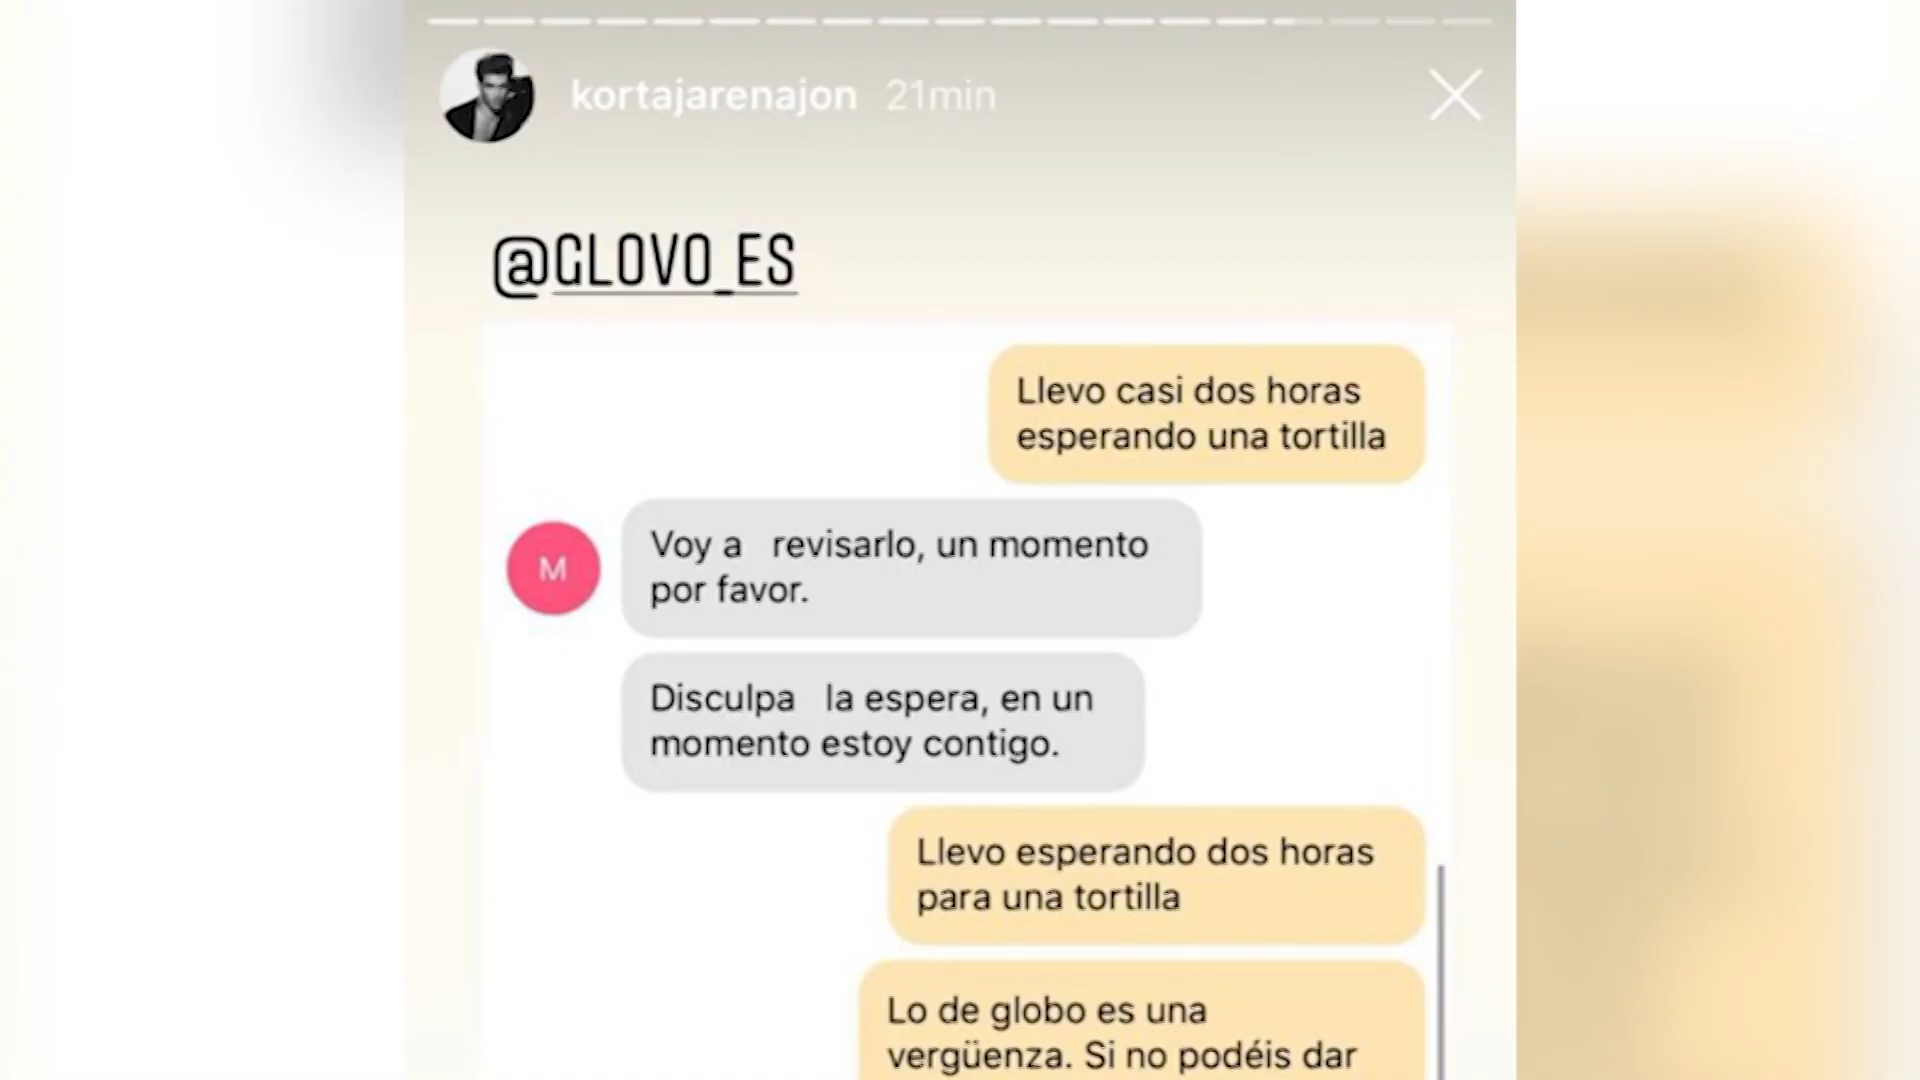 kortajarenajon 21min
@GLOVO_ES
Llevo casi dos horas
esperando una tortilla
M
Voy a revisarlo, un momento
por favor.
Disculpa la espera, en un
momento estoy contigo.
Llevo esperando dos horas
para una tortilla
Lo de globo es una
vergüenza. Si no podéis dar